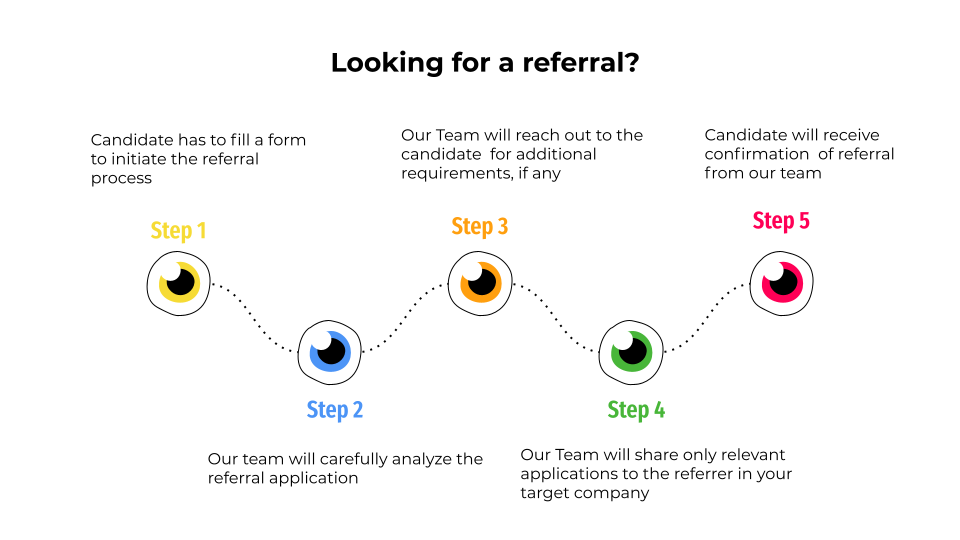 Looking for a referral?
Candidate has to fill a form
to initiate the referral
process
Step 1
Step 2
Our team will carefully analyze the
referral application
Our Team will reach out to the
candidate  for additional
requirements, if any
Step 3
Step 4
Our Team will share only relevant
applications to the referrer in your
target company
Candidate will receive
confirmation  of referral
from our team
Step 5